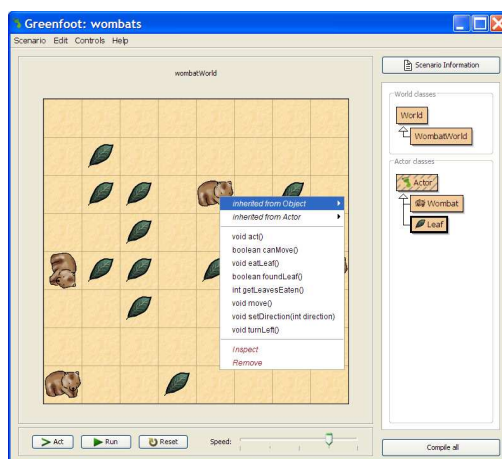 Greenfoot: wombats
Scenario Edit Controls Help
wombatWorld
Scenario Information
World classes
World
WombatWorld
Actor classes
Actor
Wombat
Leaf
inherited from Object
inherited from Actor
void act()
boolean canMove()
void eatLeaf()
boolean foundLeaf()
int getLeavesEaten()
void move()
void setDirection(int direction)
void turnLeft()
Inspect
Remove
Act
Run
Reset
Speed:
Compile all